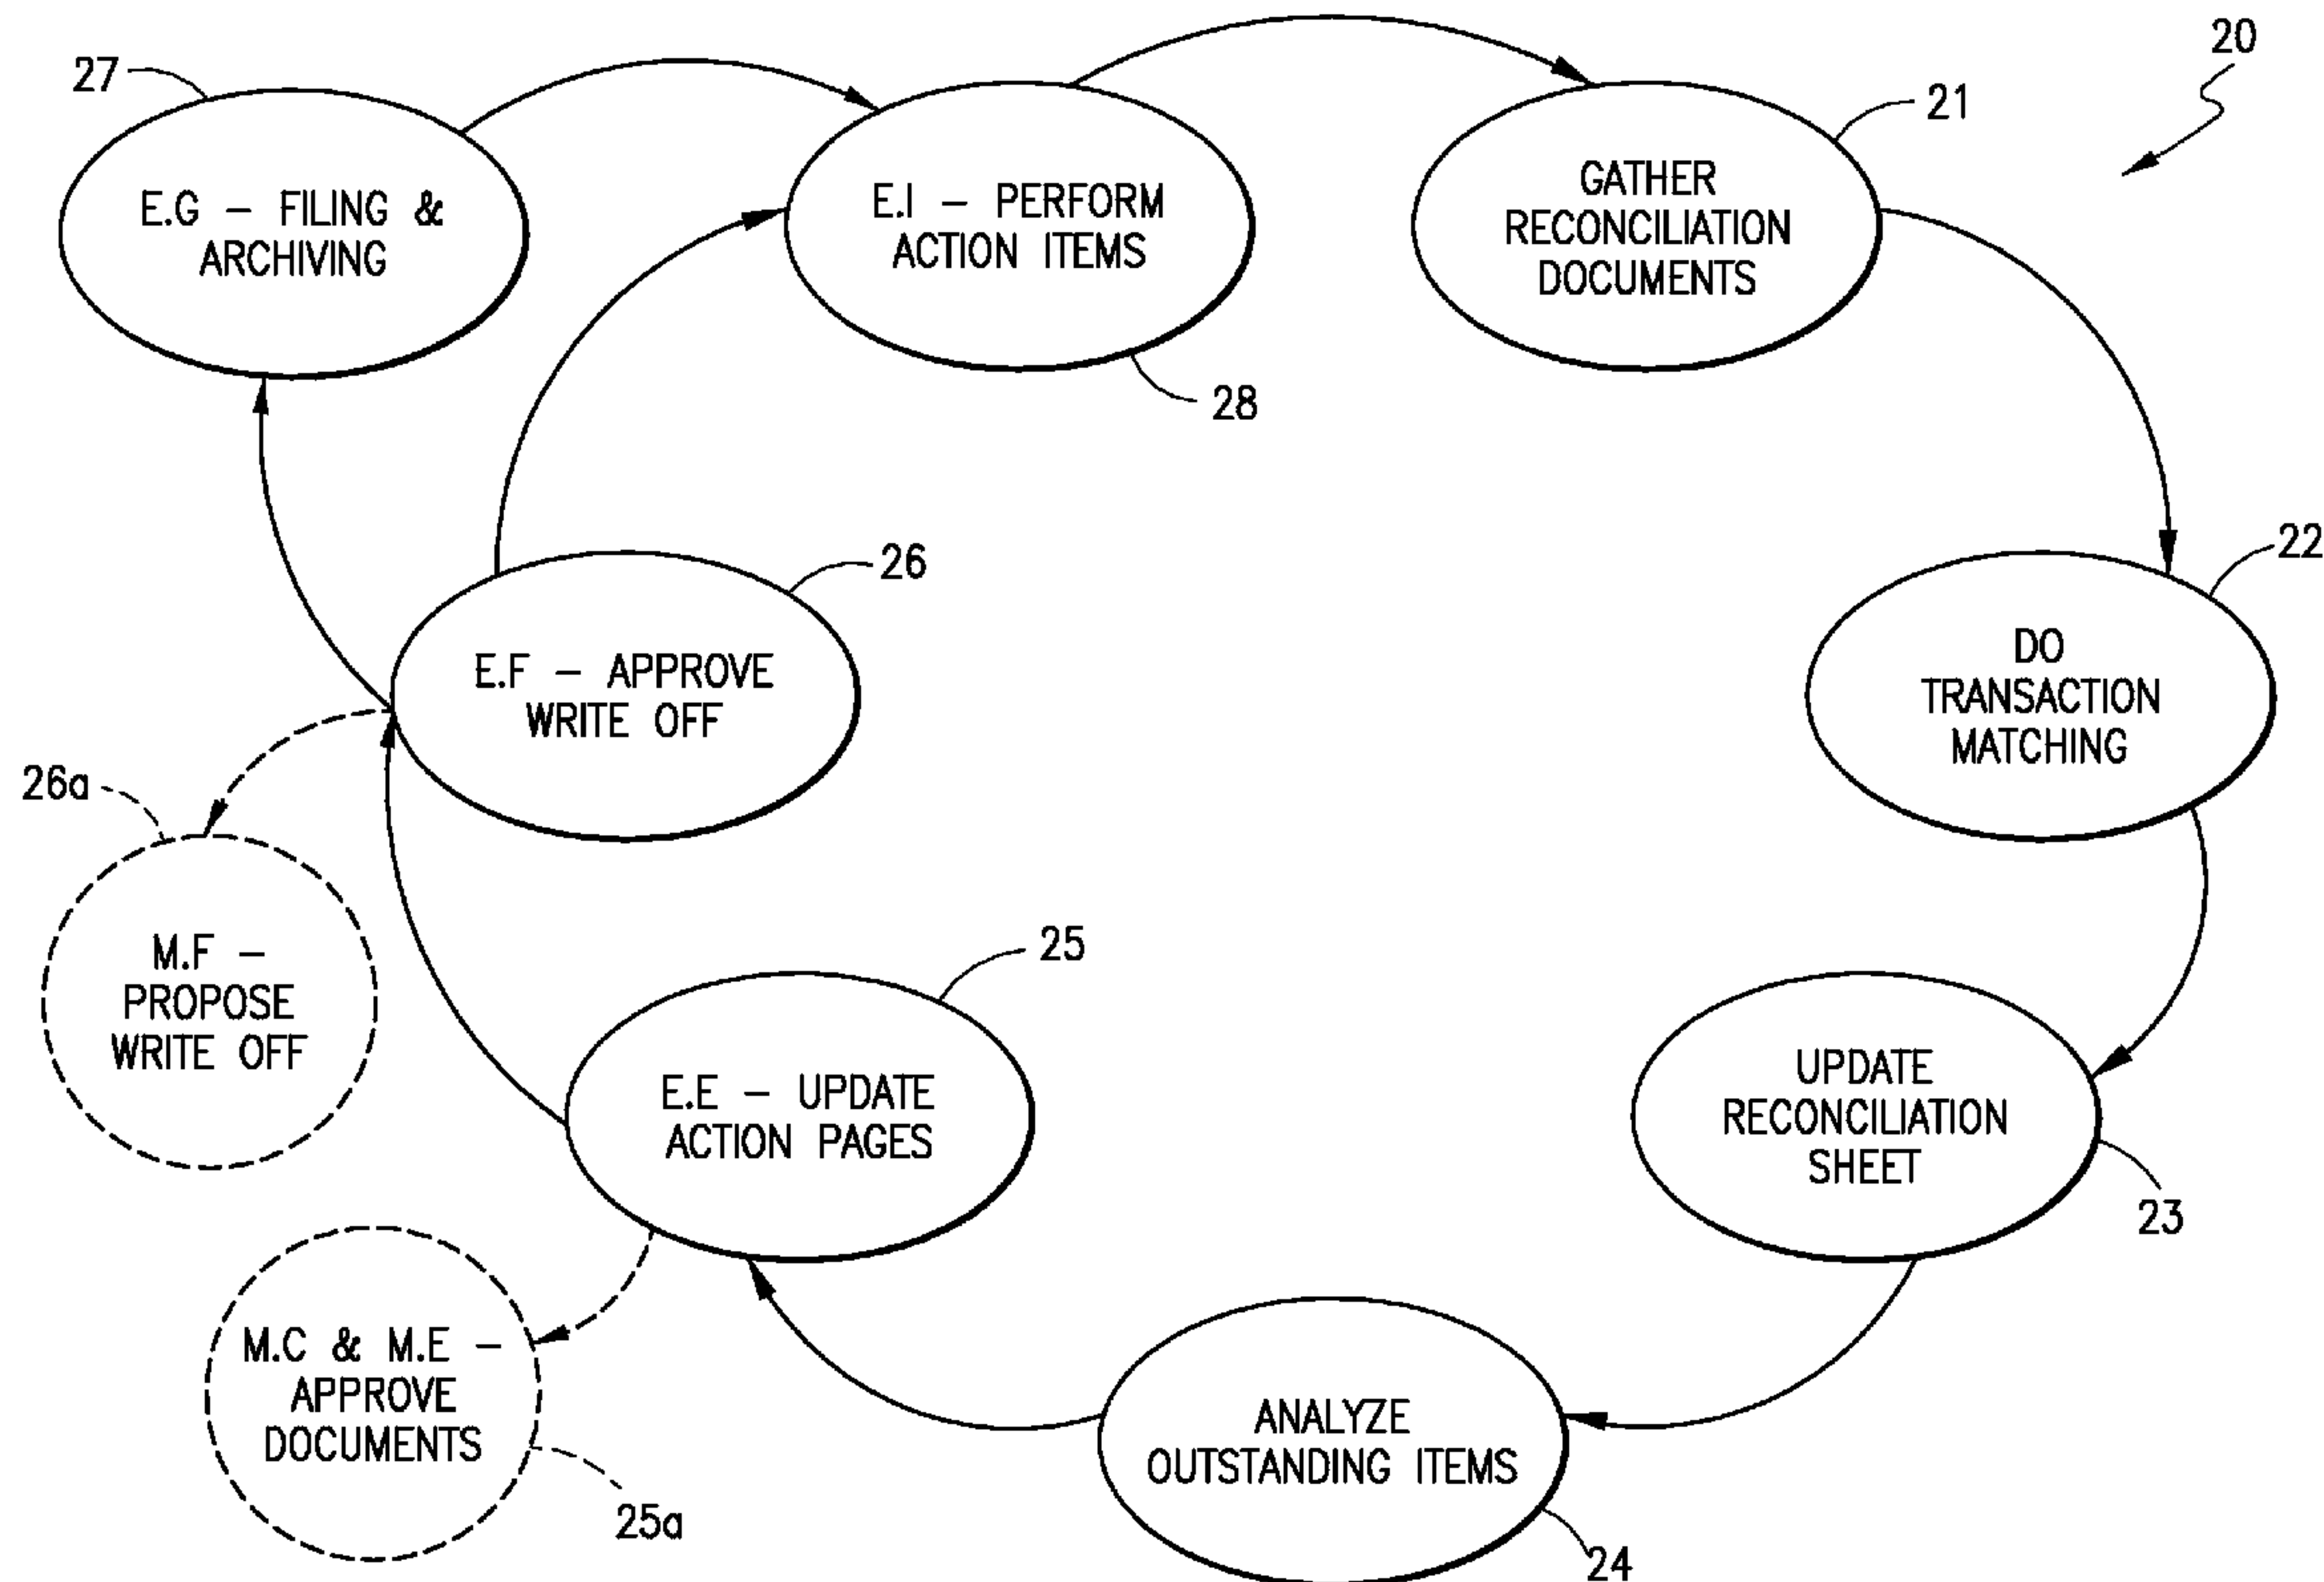 20
27
E.G – FILING &
ARCHIVING
E.I – PERFORM
ACTION ITEMS
28
21
GATHER
RECONCILIATION
DOCUMENTS
22
DO
TRANSACTION
MATCHING
26
E.F – APPROVE
WRITE OFF
26a
M.F –
PROPOSE
WRITE OFF
25
E.E – UPDATE
ACTION PAGES
UPDATE
RECONCILIATION
SHEET
23
M.C & M.E –
APPROVE
DOCUMENTS
25a
ANALYZE
OUTSTANDING ITEMS
24